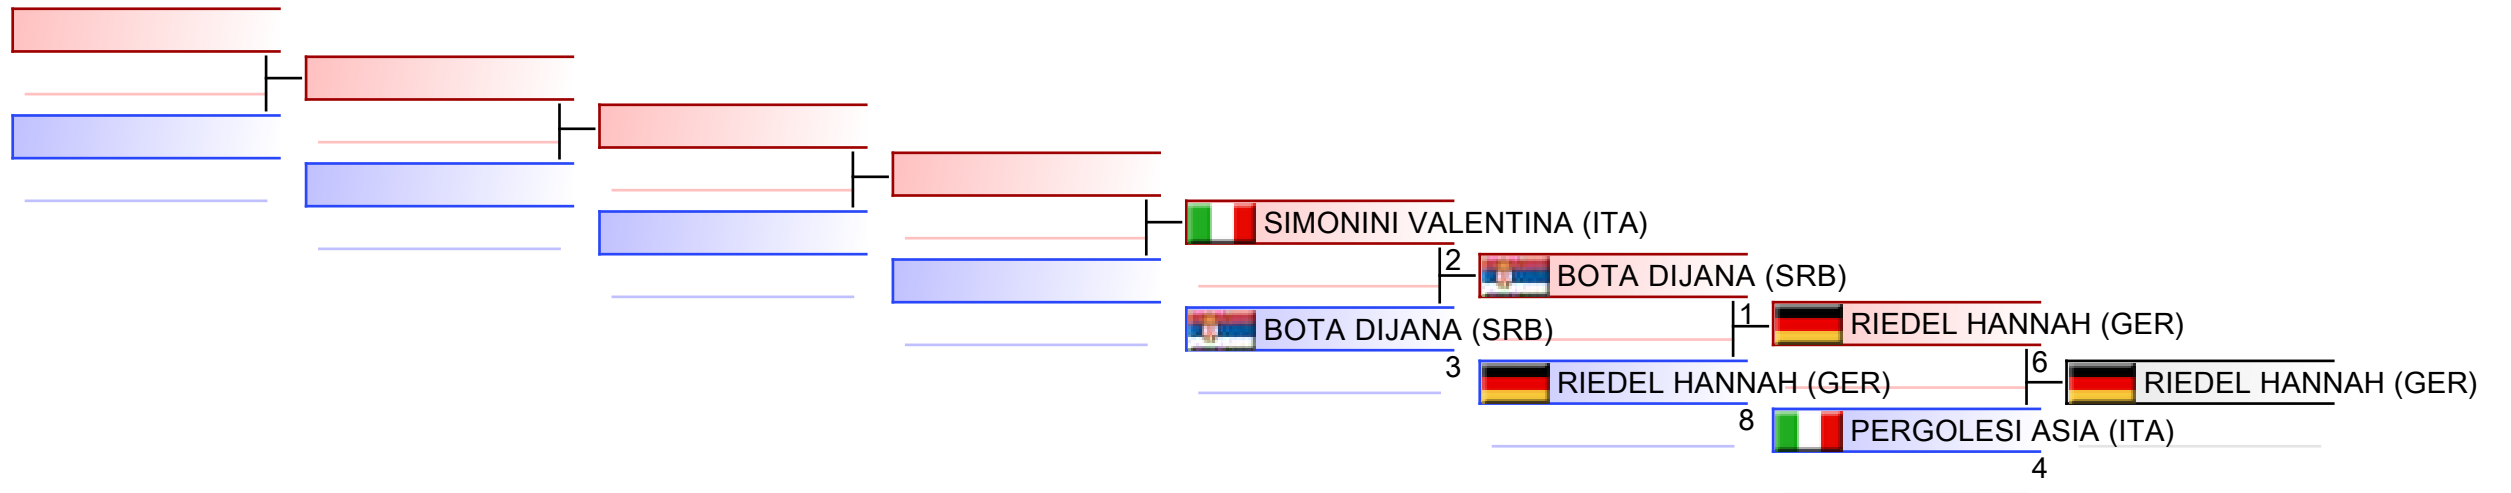 SIMONINI VALENTINA (ITA)
2
BOTA DIJANA (SRB)
3
BOTA DIJANA (SRB)
1
RIEDEL HANNAH (GER)
8
RIEDEL HANNAH (GER)
6
PERGOLESI ASIA (ITA)
4
RIEDEL HANNAH (GER)